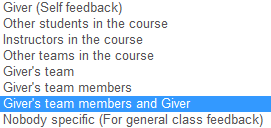 Giver (Self feedback)
Other students in the course
Instructors in the course
Other teams in the course
Giver's team
Giver's team members
Giver's team members and Giver
Nobody specific (For general class feedback)